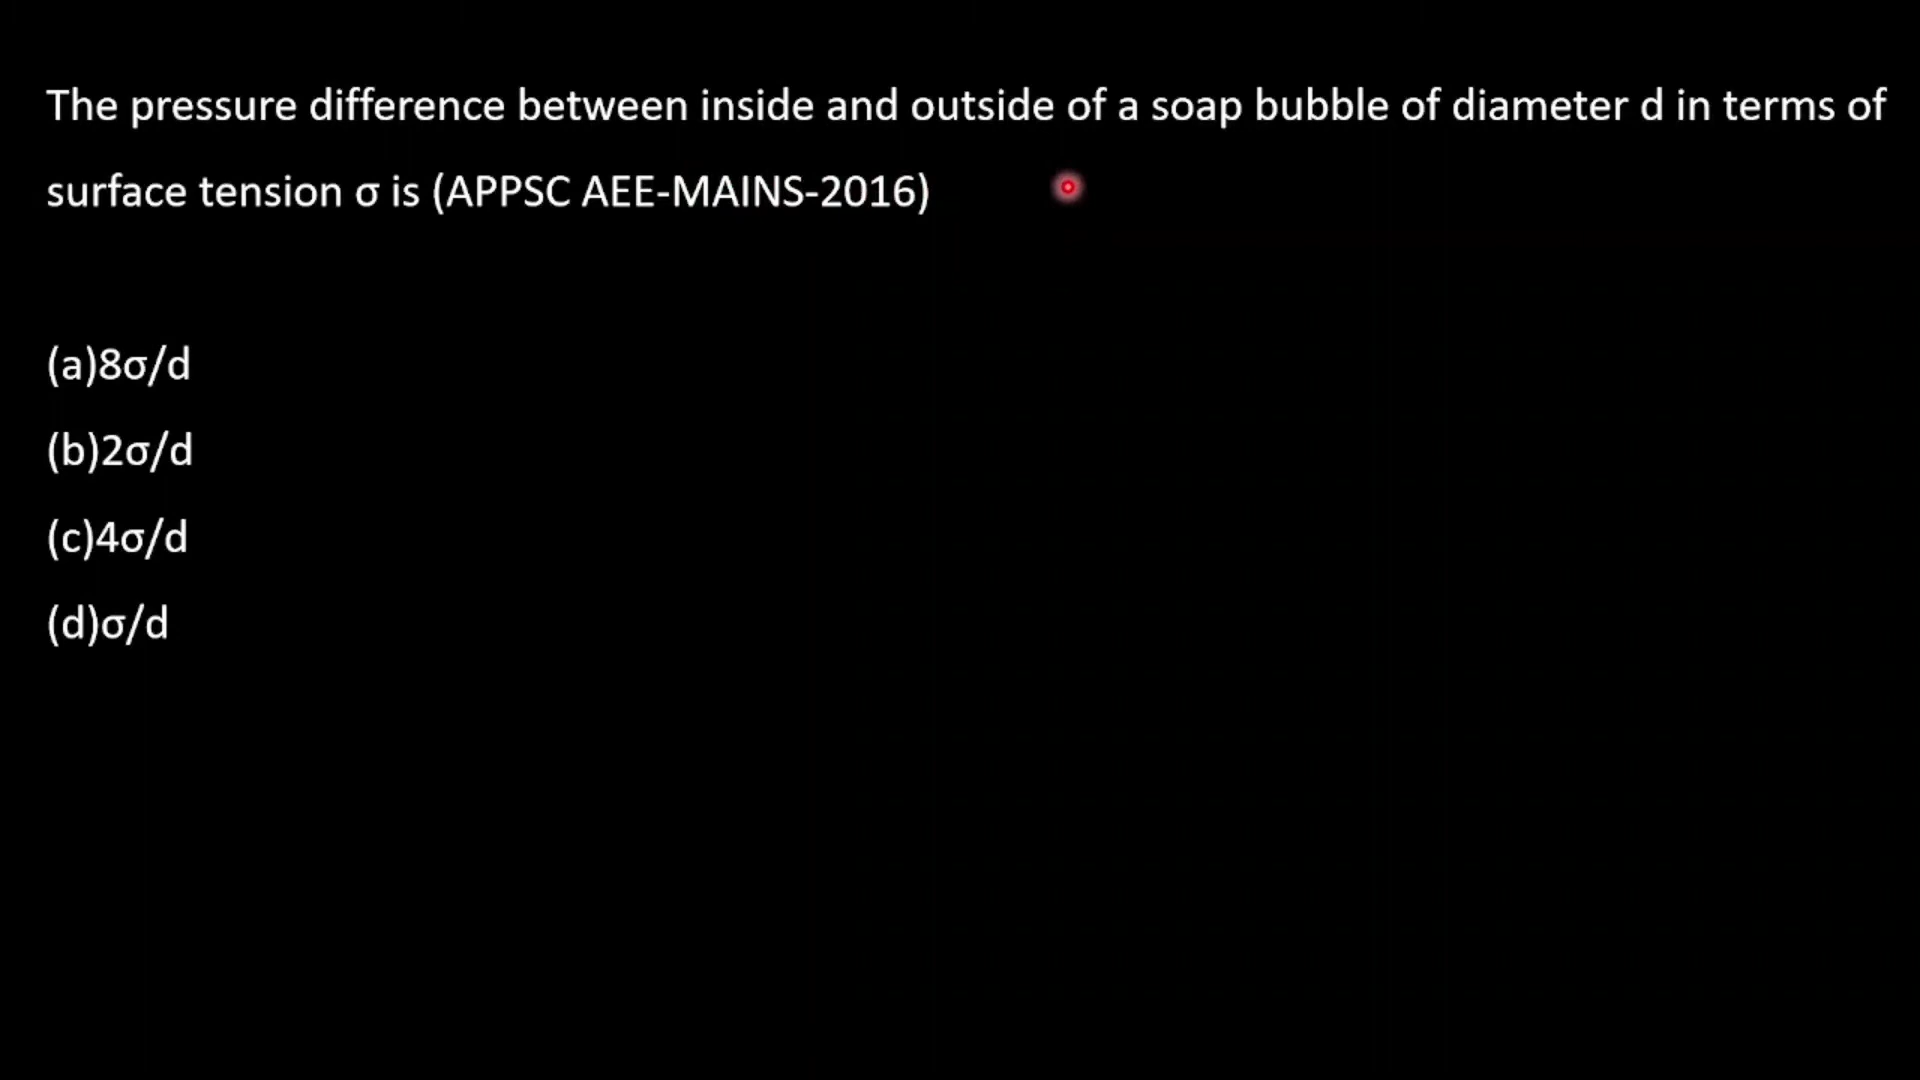 The pressure difference between inside and outside of a soap bubble of diameter d in terms of
surface tension σ is (APPSC AEE-MAINS-2016)
(a)8σ/d
(b)2σ/d
(c)4σ/d
(d)σ/d